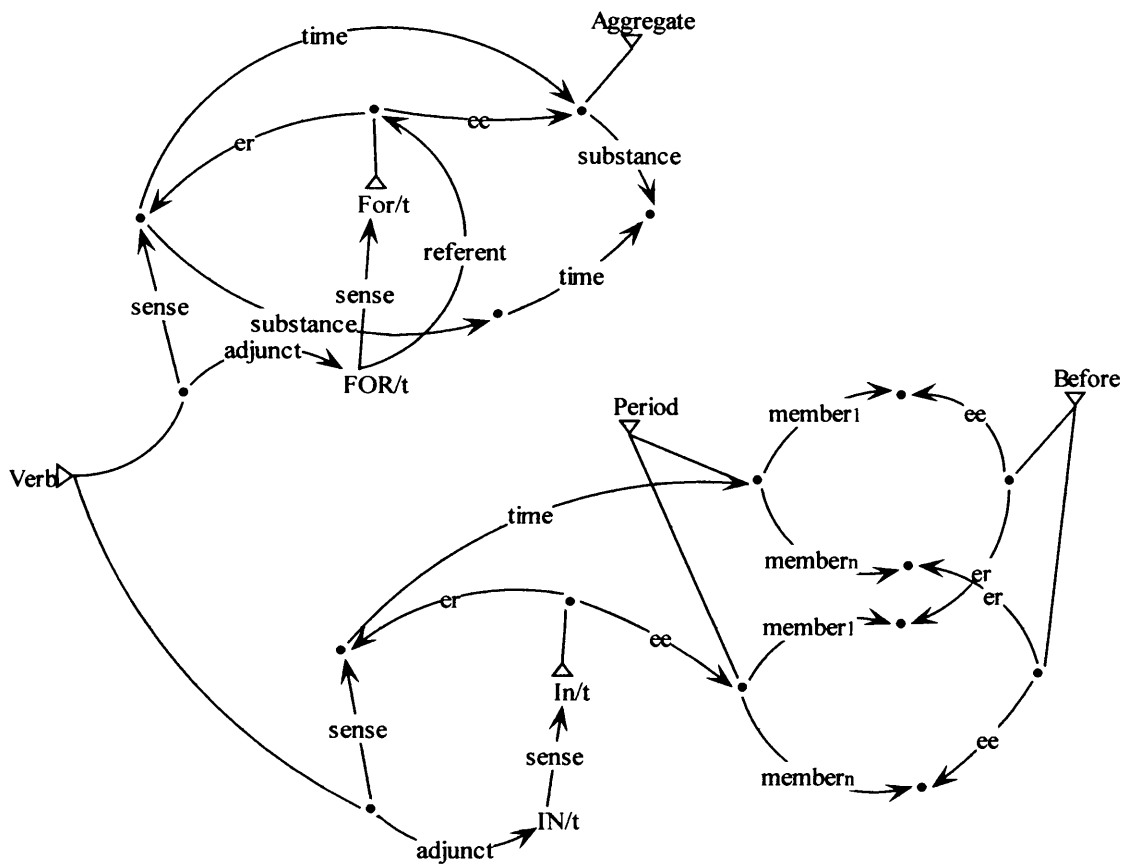 Aggregate
time
ee
er
substance
For/t
referent
sense
time
sense
substance
adjunct
FOR/t
Before
Period
member1
ee
Verb
time
membern
er
er
er
member1
ee
In/t
sense
sense
ee
membern
IN/t
adjunct